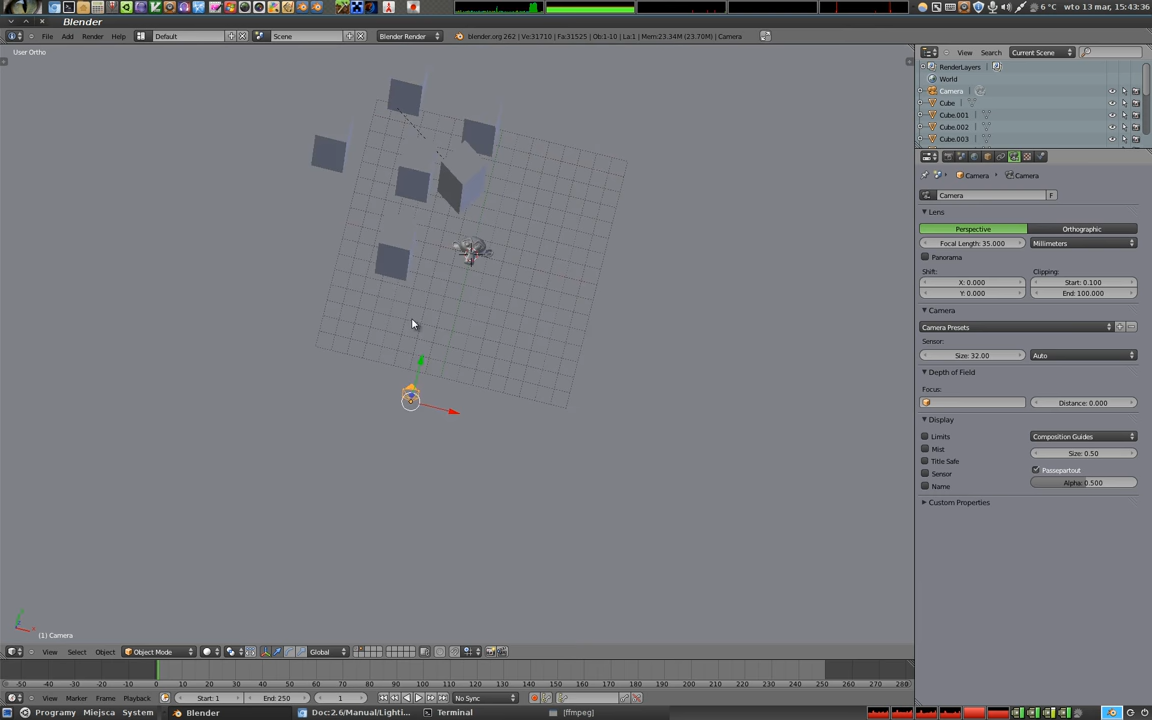 6 °C wto 13 mar, 15:43:36
Blender
File Add Render Help Default Scene Blender Render blender.org 262 | Ve:31710 | Fa:31525 | Ob:1-10 | La:1 | Mem:23.34M (23.70M) | Camera
View Search Current Scene
User Ortho
RenderLayers
World
Camera
Cube
Cube.001
Cube.002
Cube.003
Camera Camera
Camera F
Lens
Perspective Orthographic
Focal Length: 35.000 Millimeters
Panorama
Shift: Clipping:
X: 0.000 Start: 0.100
Y: 0.000 End: 100.000
Camera
Camera Presets
Sensor:
Size: 32.00 Auto
Depth of Field
Focus:
Distance: 0.000
Display
Limits Composition Guides
Mist Size: 0.50
Title Safe
Sensor Passepartout
Name Alpha: 0.500
Custom Properties
(1) Camera
View Select Object Object Mode Global
-50 -40 -30 -20 -10 0 10 20 30 40 50 60 70 80 90 100 110 120 130 140 150 160 170 180 190 200 210 220 230 240 250 260 270 280
View Marker Frame Playback Start: 1 End: 250 1 No Sync
Programy Miejsca System Blender Doc:2.6/Manual/Lighti... Terminal [ffmpeg]